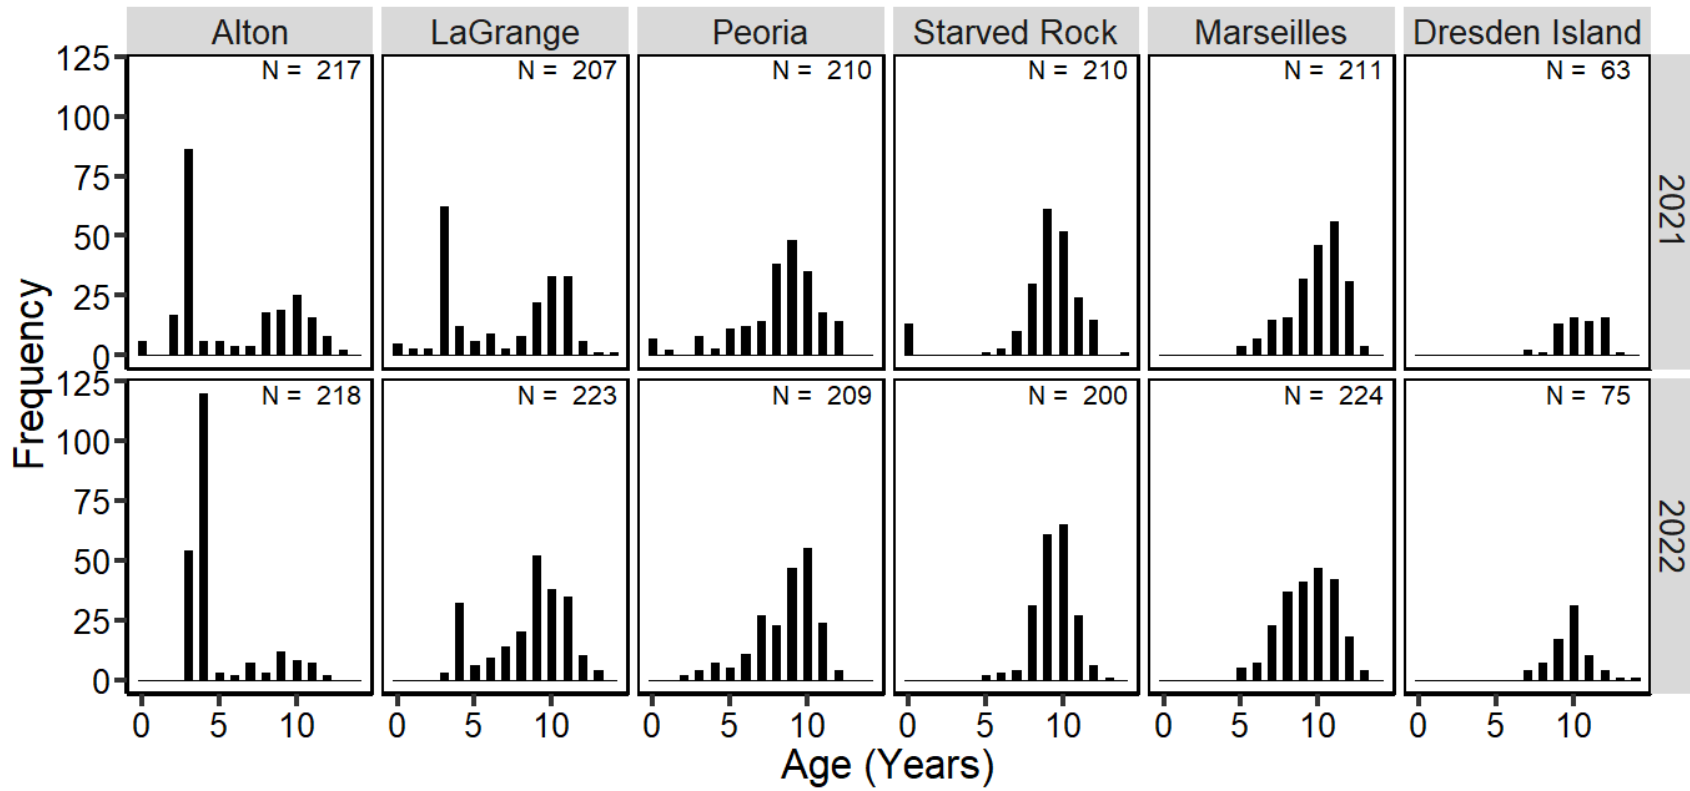 Alton LaGrange Peoria Starved Rock Marseilles Dresden Island
125 N = 217 N = 207 N = 210 N = 210 N = 211 N = 63
100
75
50
25
0
2021
125 N = 218 N = 223 N = 209 N = 200 N = 224 N = 75
100
75
50
25
0
2022
Frequency
0 5 10 0 5 10 0 5 10 0 5 10 0 5 10 0 5 10
Age (Years)